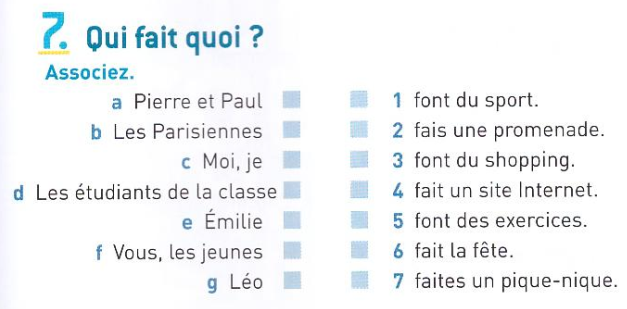 7. Qui fait quoi ?
Associez.
a Pierre et Paul
1 font du sport.
b Les Parisiennes
2 fais une promenade.
c Moi, je
3 font du shopping.
d Les étudiants de la classe
4 fait un site Internet.
e Émilie
5 font des exercices.
f Vous, les jeunes
6 fait la fête.
g Léo
7 faites un pique-nique.